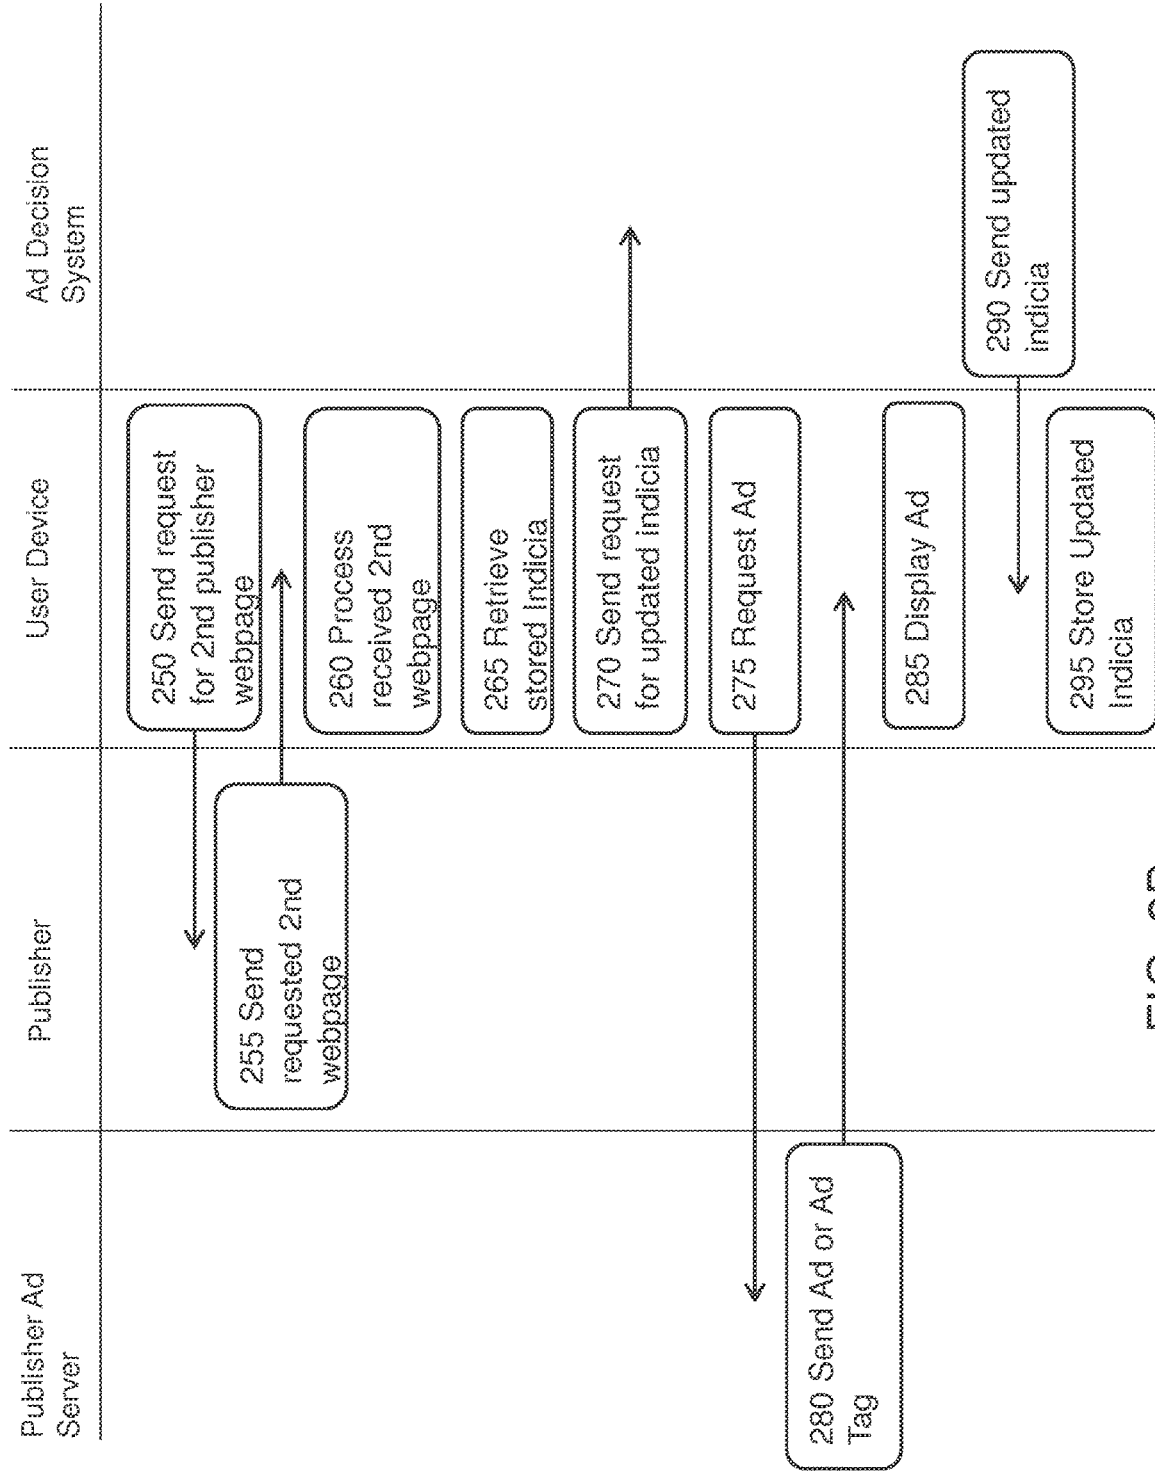 Publisher Ad
Server
Publisher
User Device
Ad Decision
System
250 Send request
for 2nd publisher
webpage
255 Send
requested 2nd
webpage
260 Process
received 2nd
webpage
265 Retrieve
stored Indicia
270 Send request
for updated indicia
275 Request Ad
280 Send Ad or Ad
Tag
285 Display Ad
290 Send updated
indicia
295 Store Updated
Indicia